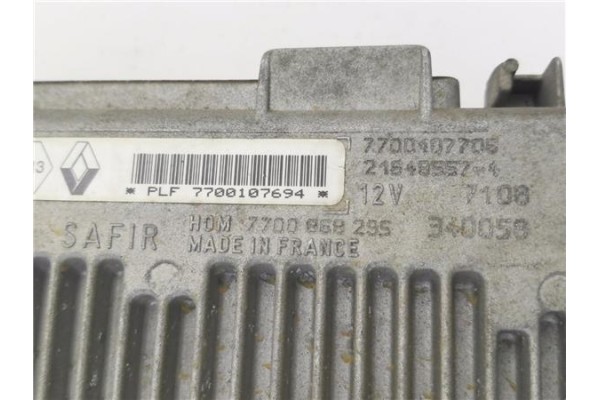 7700107706
21648557-4
* PLF 7700107694 *
12V 7108
SAFIR
HOM 7700 868 295
340058
MADE IN FRANCE